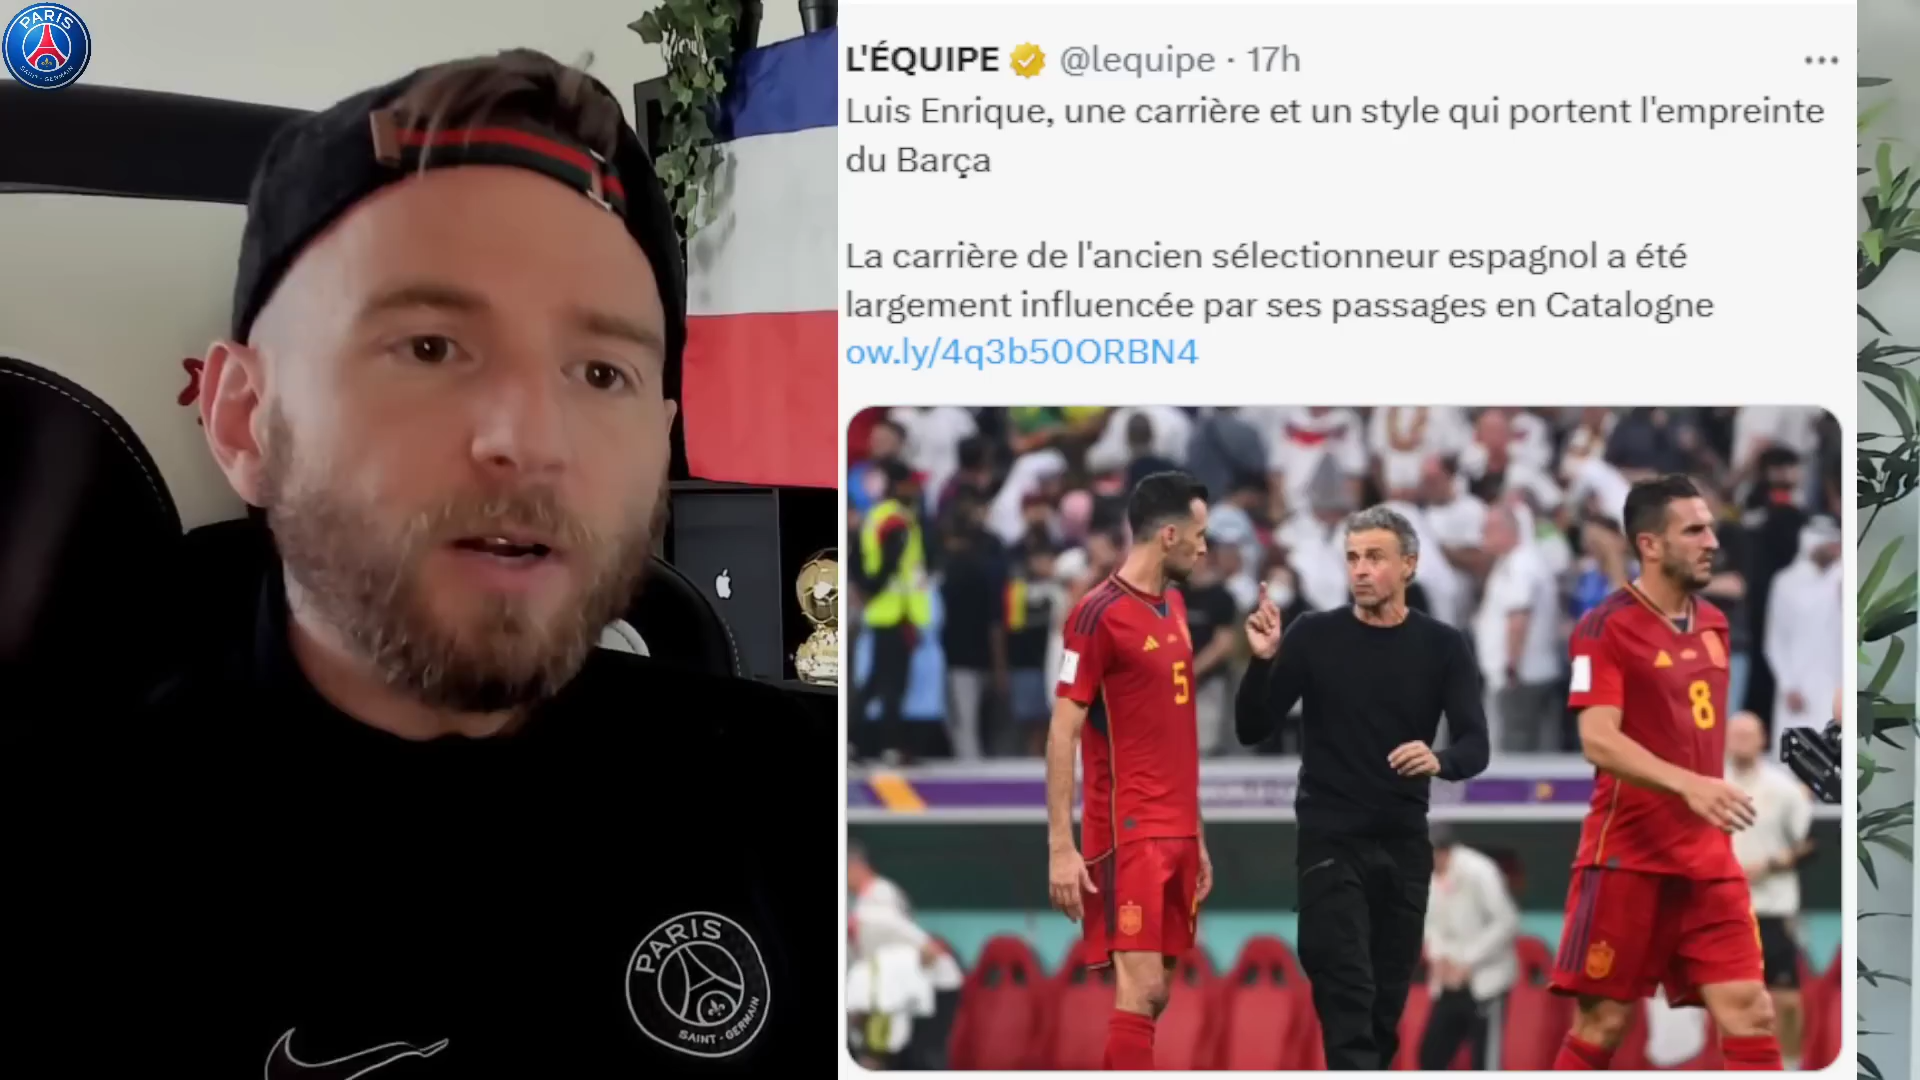 PARIS
SAINT-GERMAIN
L'ÉQUIPE @lequipe · 17h
Luis Enrique, une carrière et un style qui portent l'empreinte
du Barça
La carrière de l'ancien sélectionneur espagnol a été
largement influencée par ses passages en Catalogne
ow.ly/4q3b50ORBN4
5
8
PARIS
SAINT-GERMAIN